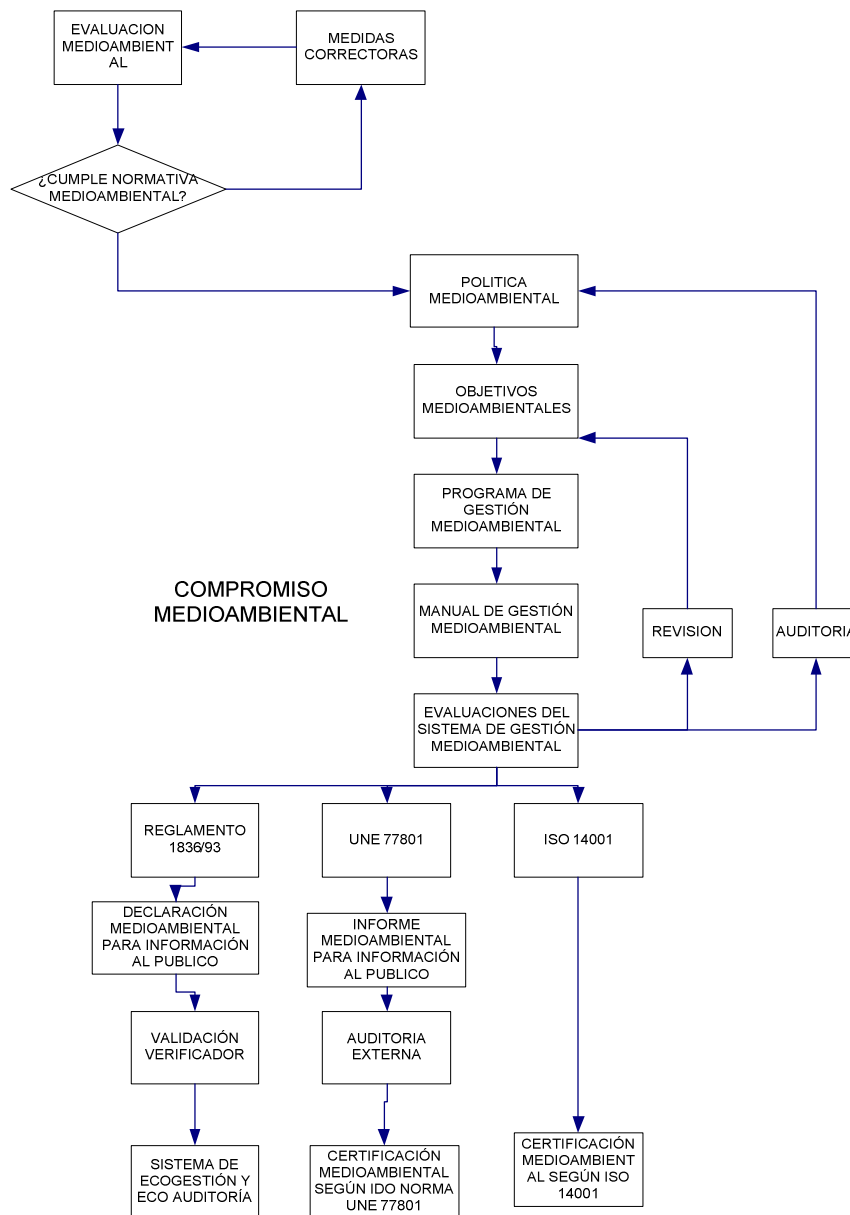 EVALUACION
MEDIOAMBIENT
AL
MEDIDAS
CORRECTORAS
¿CUMPLE NORMATIVA
MEDIOAMBIENTAL?
POLITICA
MEDIOAMBIENTAL
OBJETIVOS
MEDIOAMBIENTALES
PROGRAMA DE
GESTIÓN
MEDIOAMBIENTAL
COMPROMISO
MEDIOAMBIENTAL
MANUAL DE GESTIÓN
MEDIOAMBIENTAL
REVISION
AUDITORIA
EVALUACIONES DEL
SISTEMA DE GESTIÓN
MEDIOAMBIENTAL
REGLAMENTO
1836/93
UNE 77801
ISO 14001
DECLARACIÓN
MEDIOAMBIENTAL
PARA INFORMACIÓN
AL PUBLICO
INFORME
MEDIOAMBIENTAL
PARA INFORMACIÓN
AL PUBLICO
VALIDACIÓN
VERIFICADOR
AUDITORIA
EXTERNA
SISTEMA DE
ECOGESTIÓN Y
ECO AUDITORÍA
CERTIFICACIÓN
MEDIOAMBIENTAL
SEGÚN IDO NORMA
UNE 77801
CERTIFICACIÓN
MEDIOAMBIENT
AL SEGÚN ISO
14001